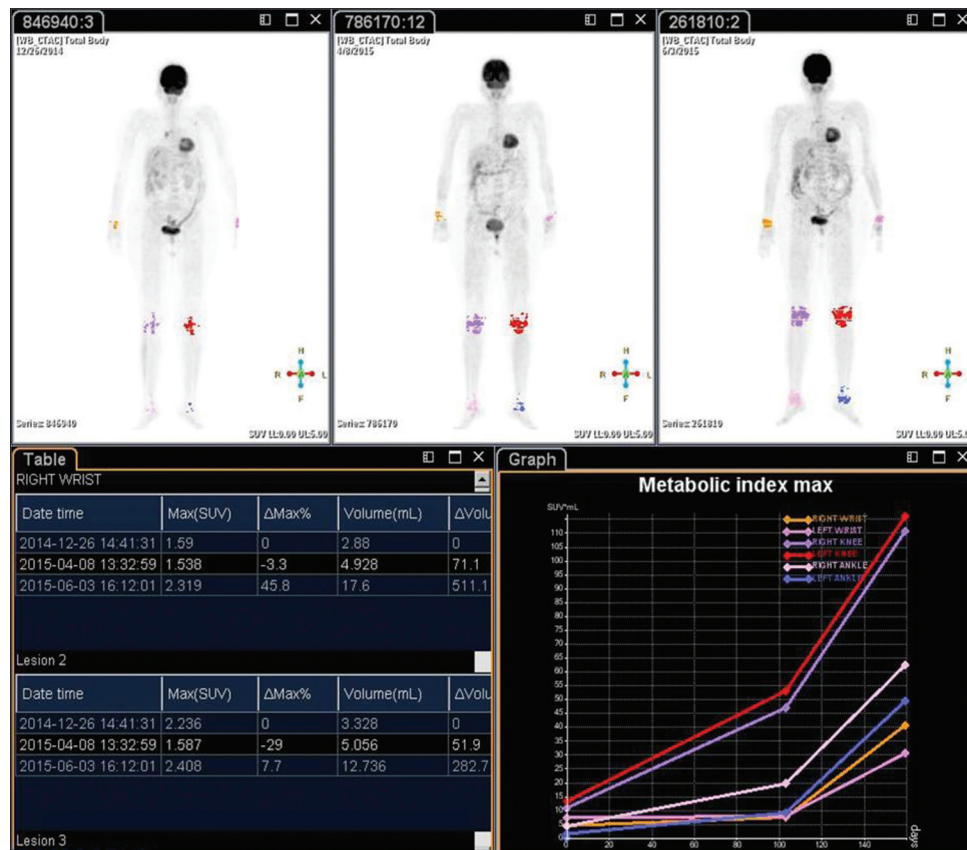 846940:3
[WB_CTAC] Total Body
12/26/2014
H
R L
F
Series: 846940
SUV LL:0.00 UL:5.00
786170:12
[WB_CTAC] Total Body
4/8/2015
H
R
F
Series: 786170
SUV LL:0.00 UL:5.00
261810:2
[WB_CTAC] Total Body
6/3/2015
H
R L
F
Series: 261810
SUV LL:0.00 UL:5.00
Table
RIGHT WRIST
Date time Max(SUV) ΔMax% Volume(mL) ΔVolu
2014-12-26 14:41:31 1.59 0 2.88 0
2015-04-08 13:32:59 1.538 -3.3 4.928 71.1
2015-06-03 16:12:01 2.319 45.8 17.6 511.1
Lesion 2
Date time Max(SUV) ΔMax% Volume(mL) ΔVolu
2014-12-26 14:41:31 2.236 0 3.328 0
2015-04-08 13:32:59 1.587 -29 5.056 51.9
2015-06-03 16:12:01 2.408 7.7 12.736 282.7
Lesion 3
Graph
Metabolic index max
SUV*mL
RIGHT WRIST
LEFT WRIST
RIGHT KNEE
LEFT KNEE
RIGHT ANKLE
LEFT ANKLE
110
105
100
95
90
85
80
75
70
65
60
55
50
45
40
35
30
25
20
15
10
5
0
0 20 40 60 80 100 120 140
days